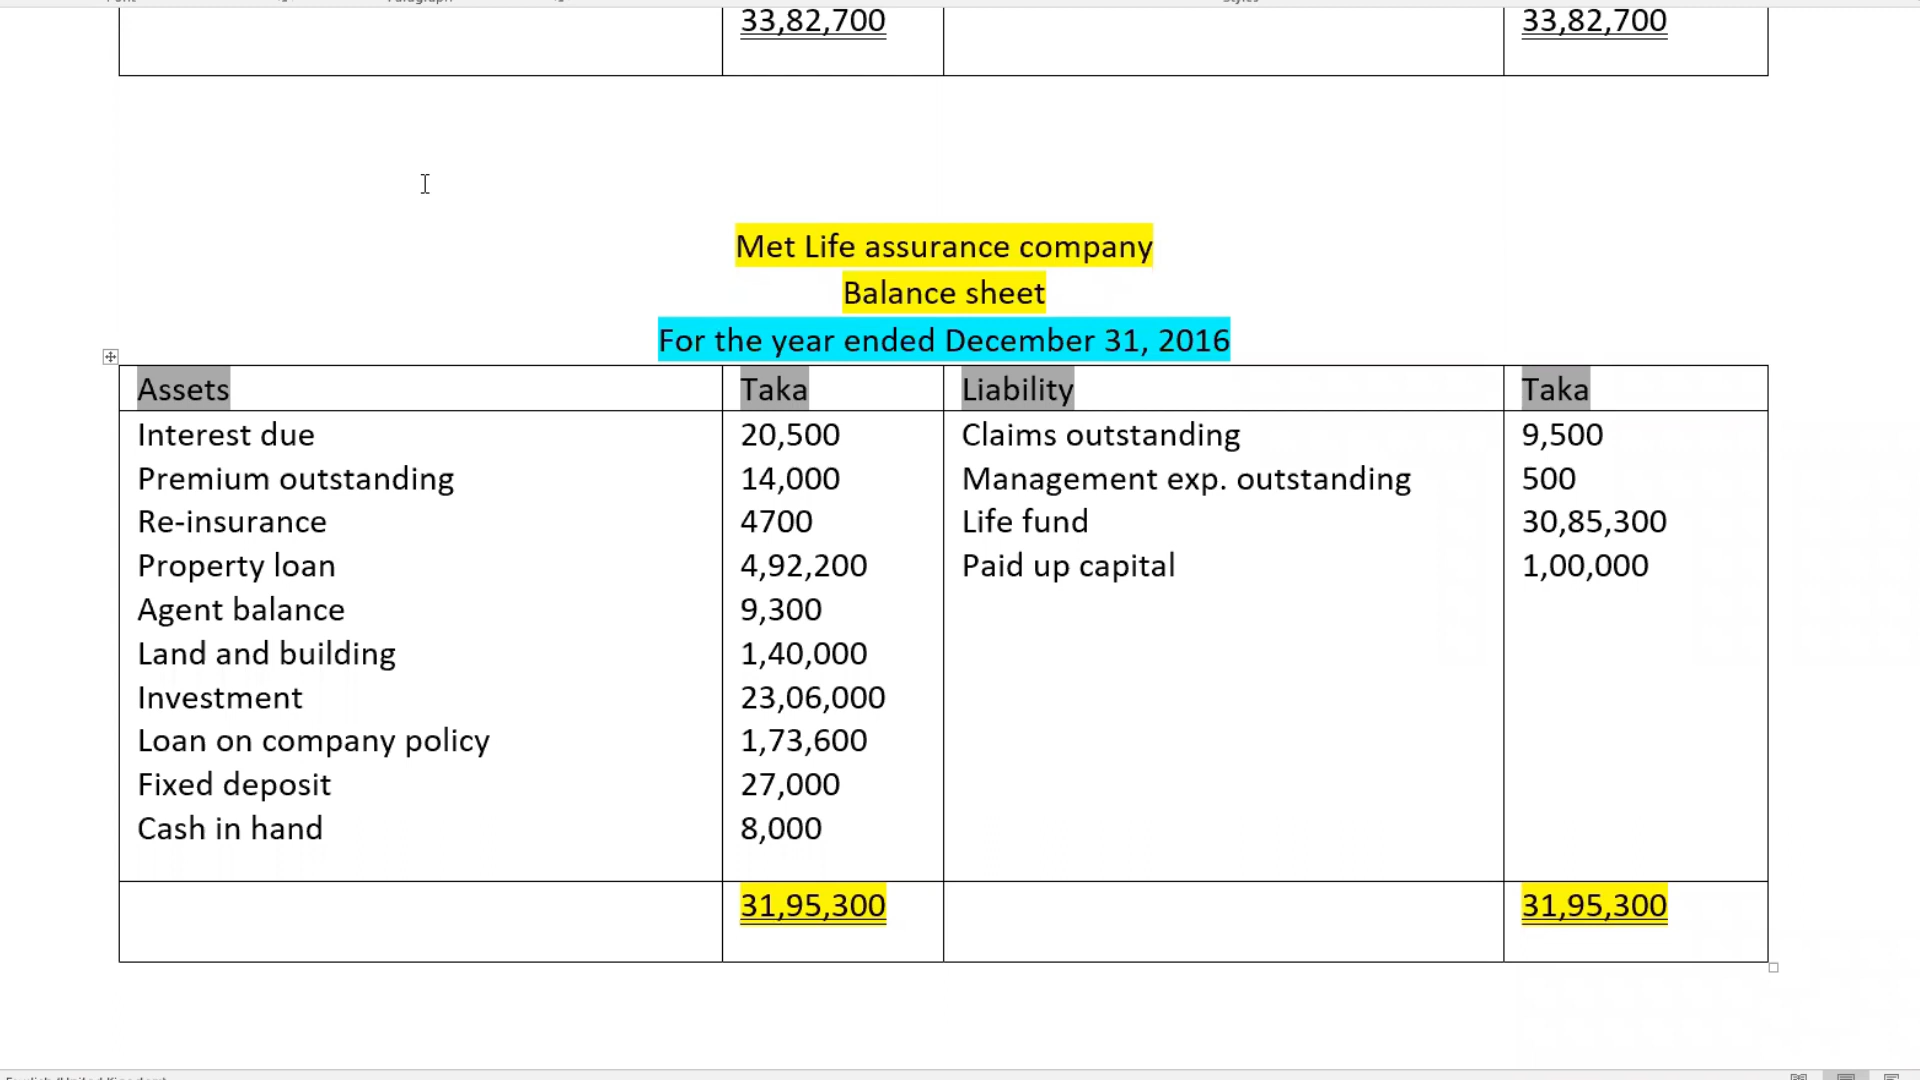 33,82,700 33,82,700
Met Life assurance company
Balance sheet
For the year ended December 31, 2016
Assets Taka Liability Taka
Interest due 20,500 Claims outstanding 9,500
Premium outstanding 14,000 Management exp. outstanding 500
Re-insurance 4700 Life fund 30,85,300
Property loan 4,92,200 Paid up capital 1,00,000
Agent balance 9,300
Land and building 1,40,000
Investment 23,06,000
Loan on company policy 1,73,600
Fixed deposit 27,000
Cash in hand 8,000
31,95,300 31,95,300